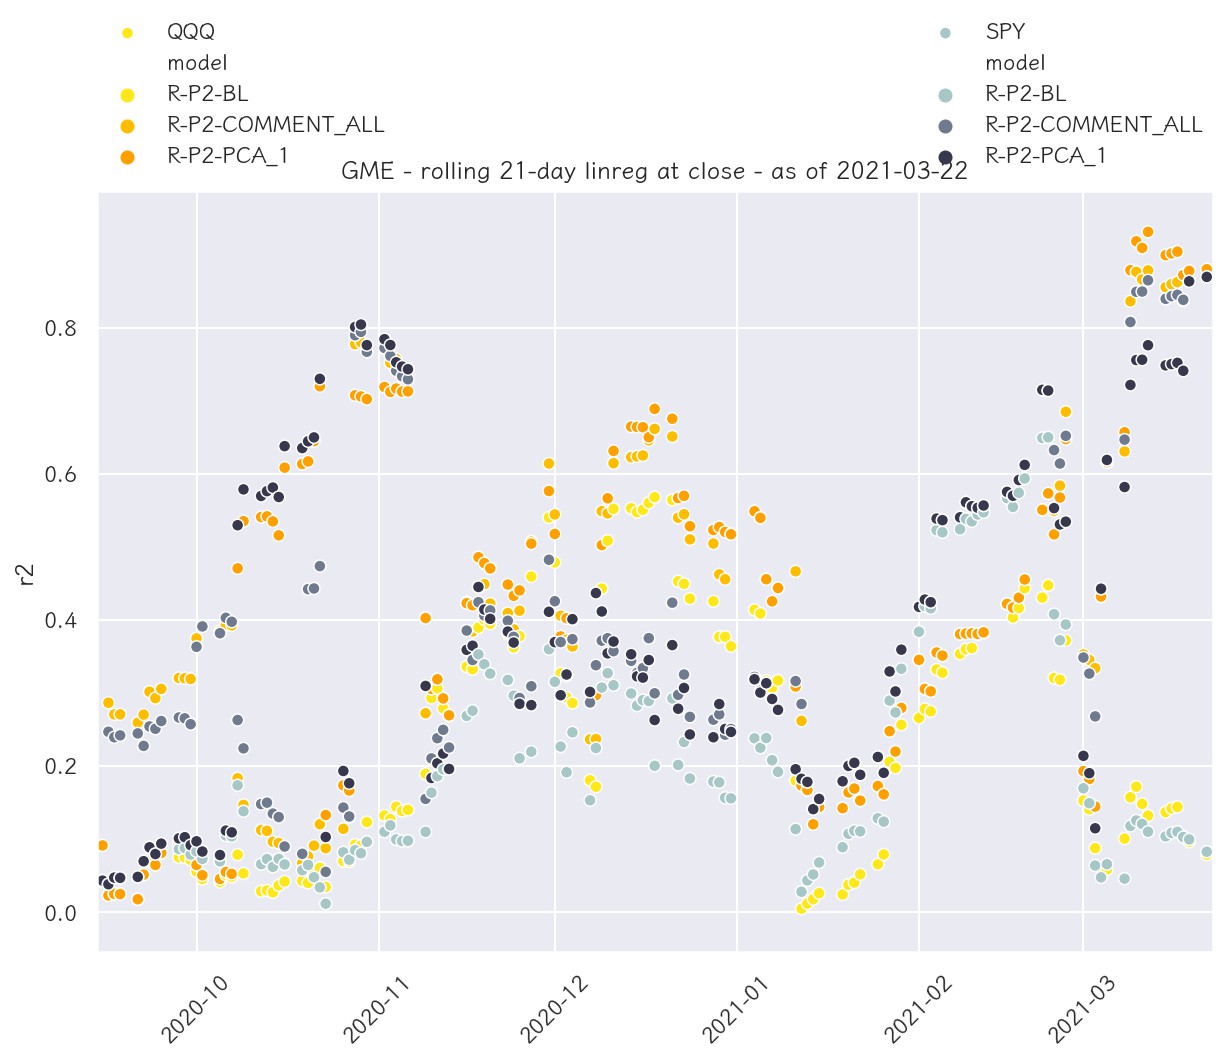 QQQ
model
R-P2-BL
R-P2-COMMENT_ALL
R-P2-PCA_1
SPY
model
R-P2-BL
R-P2-COMMENT_ALL
R-P2-PCA_1
GME - rolling 21-day linreg at close - as of 2021-03-22
r2
0.8
0.6
0.4
0.2
0.0
2020-10
2020-11
2020-12
2021-01
2021-02
2021-03